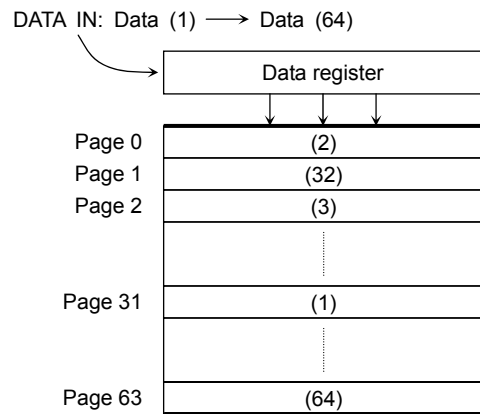 DATA IN: Data (1) ⟶ Data (64)
Data register
Page 0 (2)
Page 1 (32)
Page 2 (3)
Page 31 (1)
Page 63 (64)